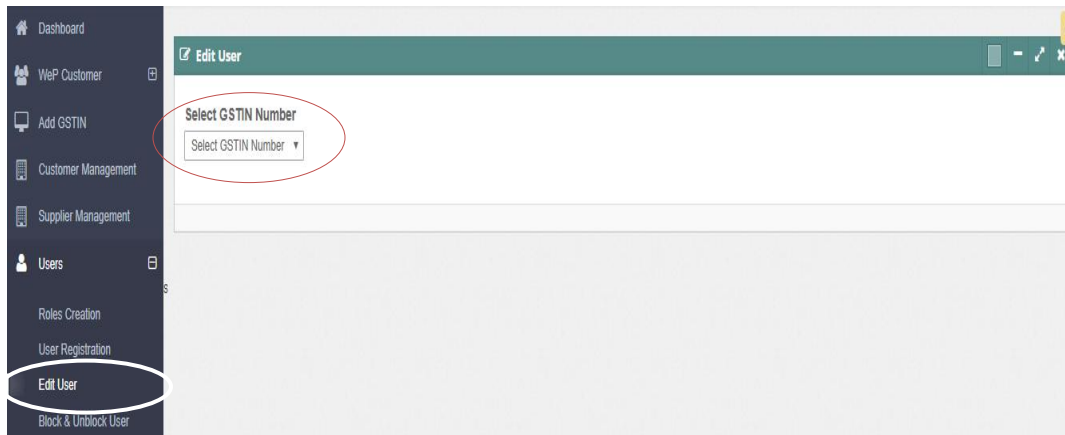 Dashboard
WeP Customer
Add GSTIN
Customer Management
Supplier Management
Users
s
Roles Creation
User Registration
Edit User
Block & Unblock User
Edit User
Select GSTIN Number
Select GSTIN Number